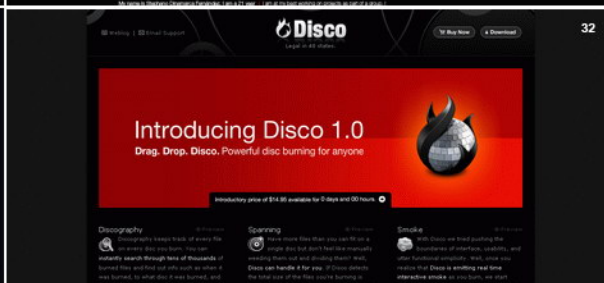 My name is Stephano Dinamarca Fernández. I am a 21 year
I am at my best working on projects as part of a group. I
32
Weblog | Email Support
Disco
Legal in 48 states.
Buy Now
Download
Introducing Disco 1.0
Drag. Drop. Disco. Powerful disc burning for anyone
Introductory price of $14.95 available for 0 days and 00 hours.
Discography
Preview
Discography keeps track of every file
on every disc you burn. You can
instantly search through tens of thousands of
burned files and find out info such as when it
was burned, to what disc it was burned, and
Spanning
Preview
Have more files than you can fit on a
single disc but don't feel like manually
weeding them out and dividing them? Well,
Disco can handle it for you. If Disco detects
the total size of the files you're burning is
Smoke
Preview
With Disco we tried pushing the
boundaries of interface, usability, and
utter functional simplicity. Well, once you
realize that Disco is emitting real time
interactive smoke as you burn, we start